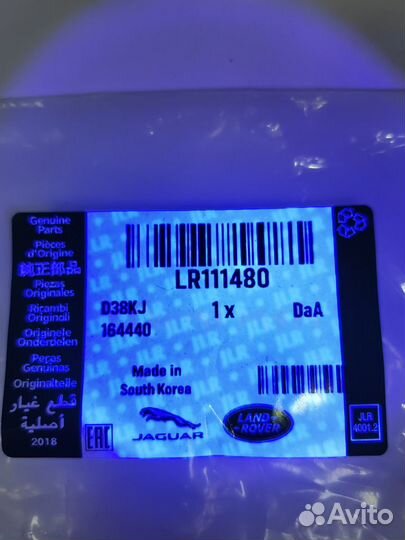 Genuine
Parts
Pièces
d'Origine
純正部品
Piezas
Originales
Ricambi
Originali
Originele
Onderdelen
Peças
Genuínas
Originalteile
قطع غيار
أصلية
2018
LR111480
D38KJ
1 x
DaA
164440
Made in
South Korea
EAC
JAGUAR
LAND-
-ROVER
JLR
4001.2
Avito